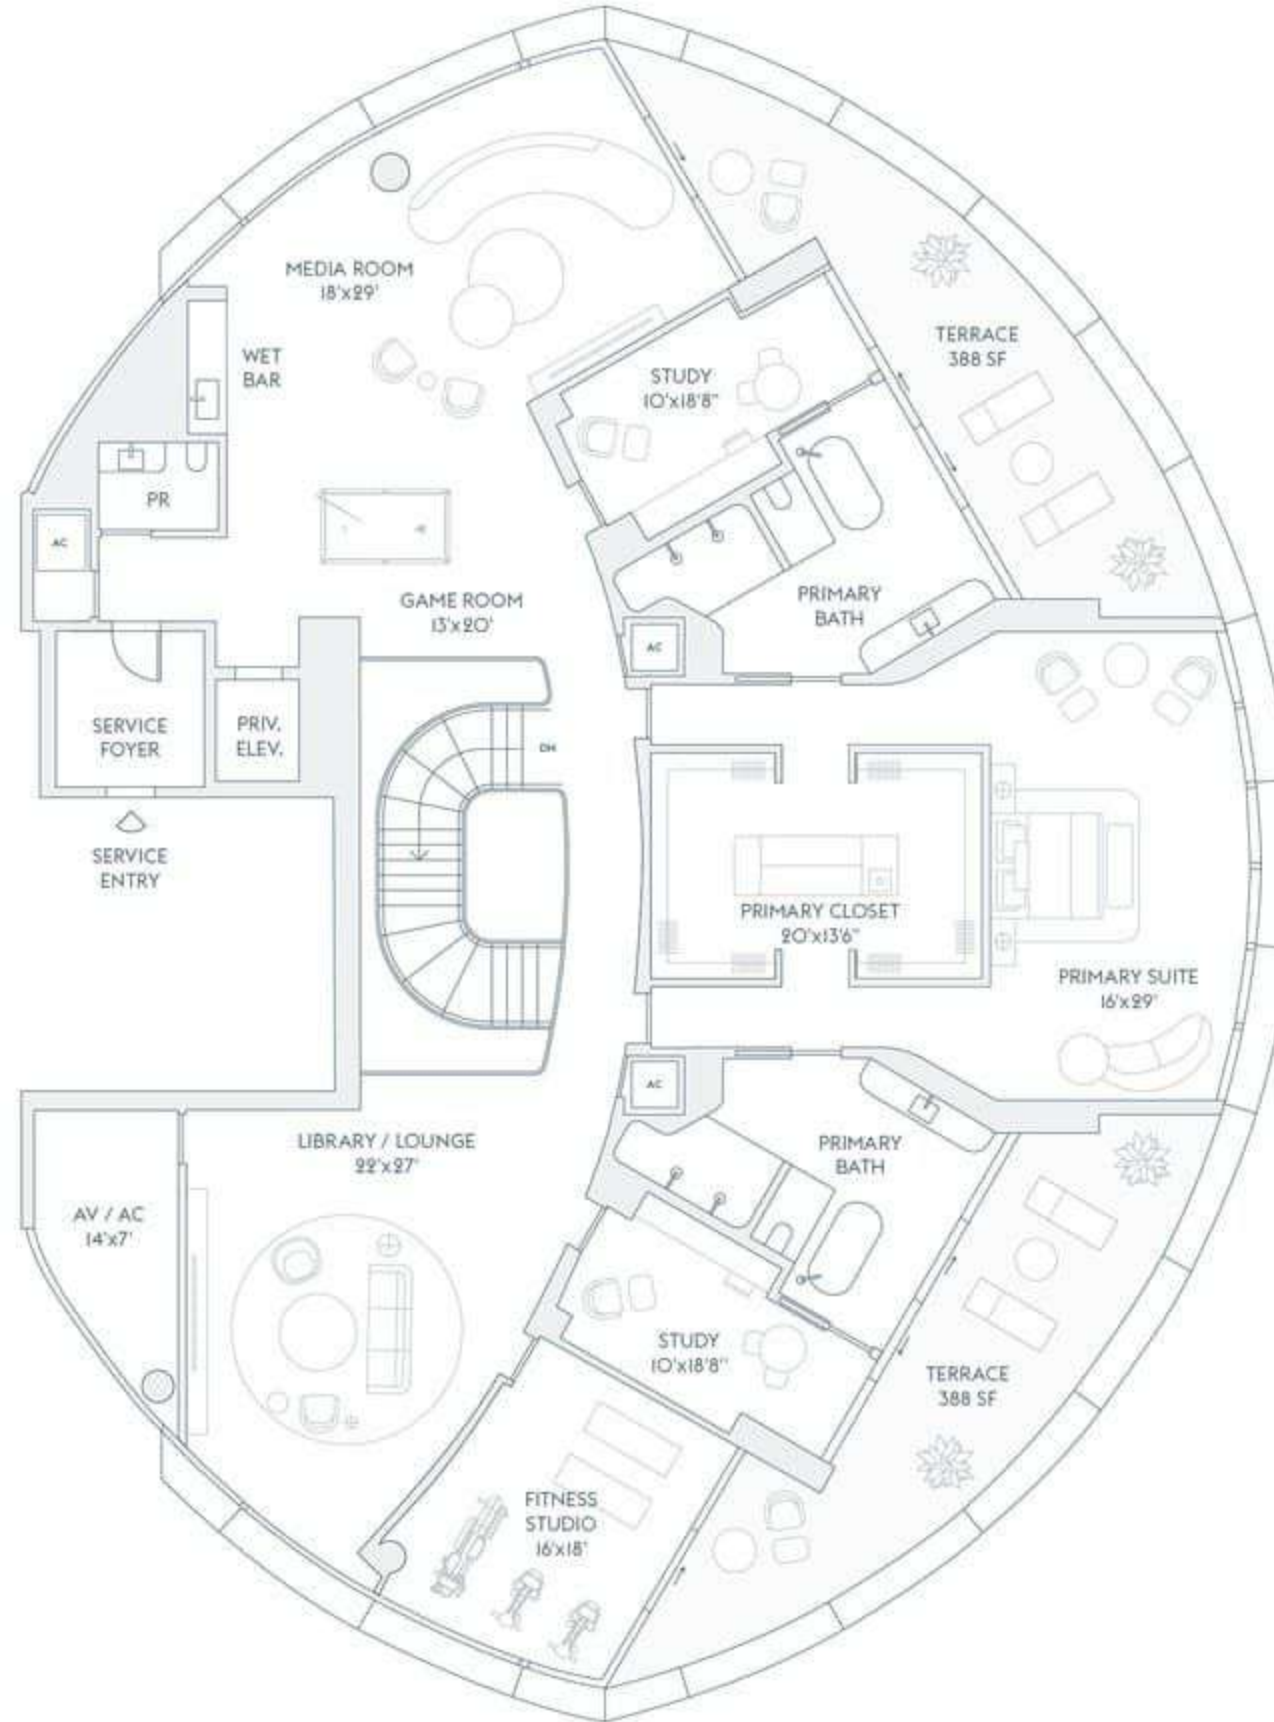 MEDIA ROOM
18'x29'
WET
BAR
STUDY
10'x18'8"
TERRACE
388 SF
PR
AC
GAME ROOM
13'x20'
PRIMARY
BATH
AC
SERVICE
FOYER
PRIV.
ELEV.
DN
SERVICE
ENTRY
PRIMARY CLOSET
20'x13'6"
PRIMARY SUITE
16'x29'
AC
LIBRARY / LOUNGE
22'x27'
PRIMARY
BATH
AV / AC
14'x7'
STUDY
10'x18'8"
TERRACE
388 SF
FITNESS
STUDIO
16'x18'